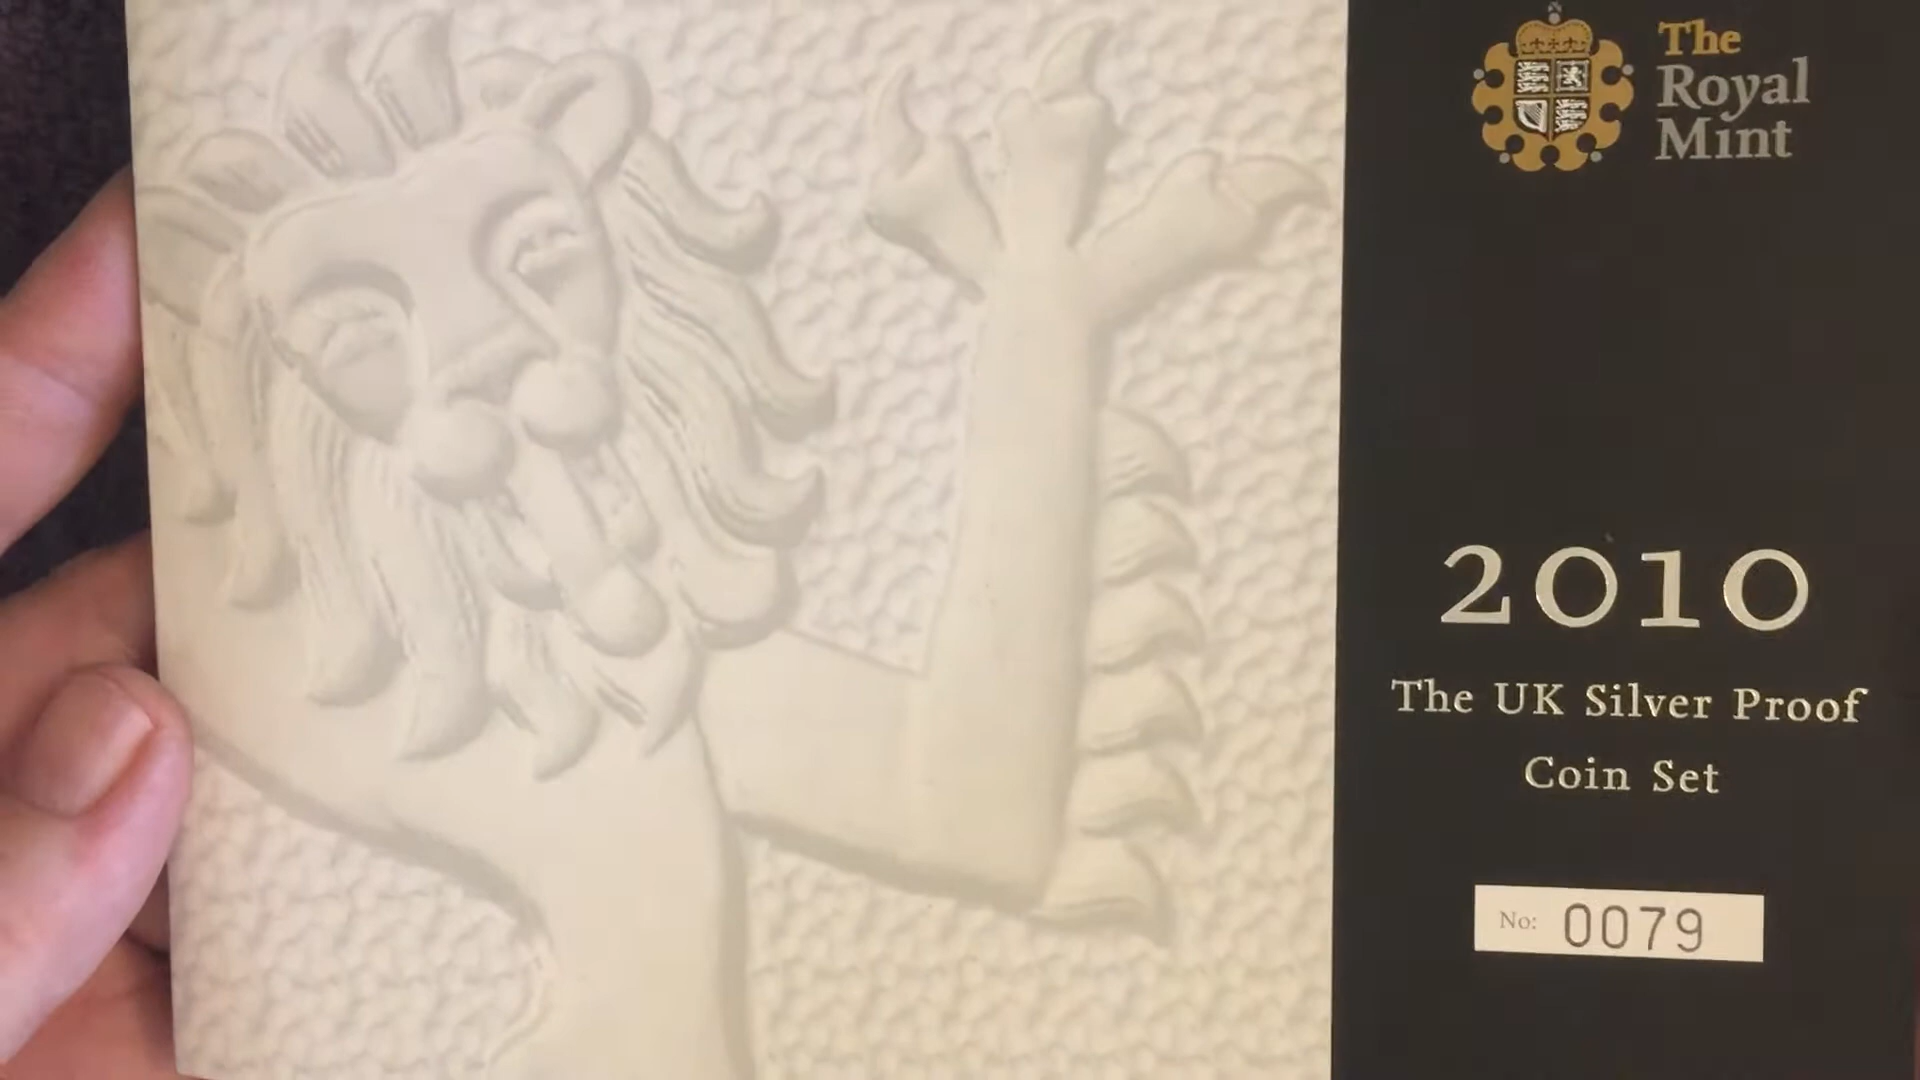 The
Royal
Mint
2010
The UK Silver Proof
Coin Set
No: 0079